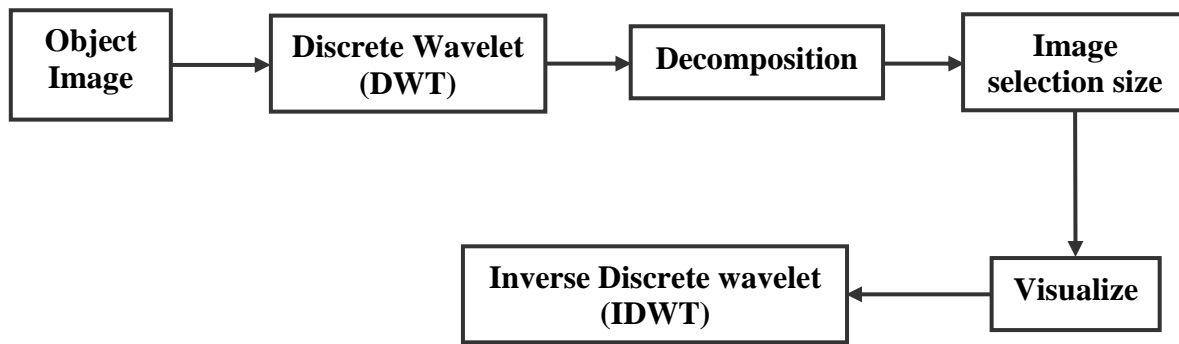 Object
Image
Discrete Wavelet
(DWT)
Decomposition
Image
selection size
Visualize
Inverse Discrete wavelet
(IDWT)